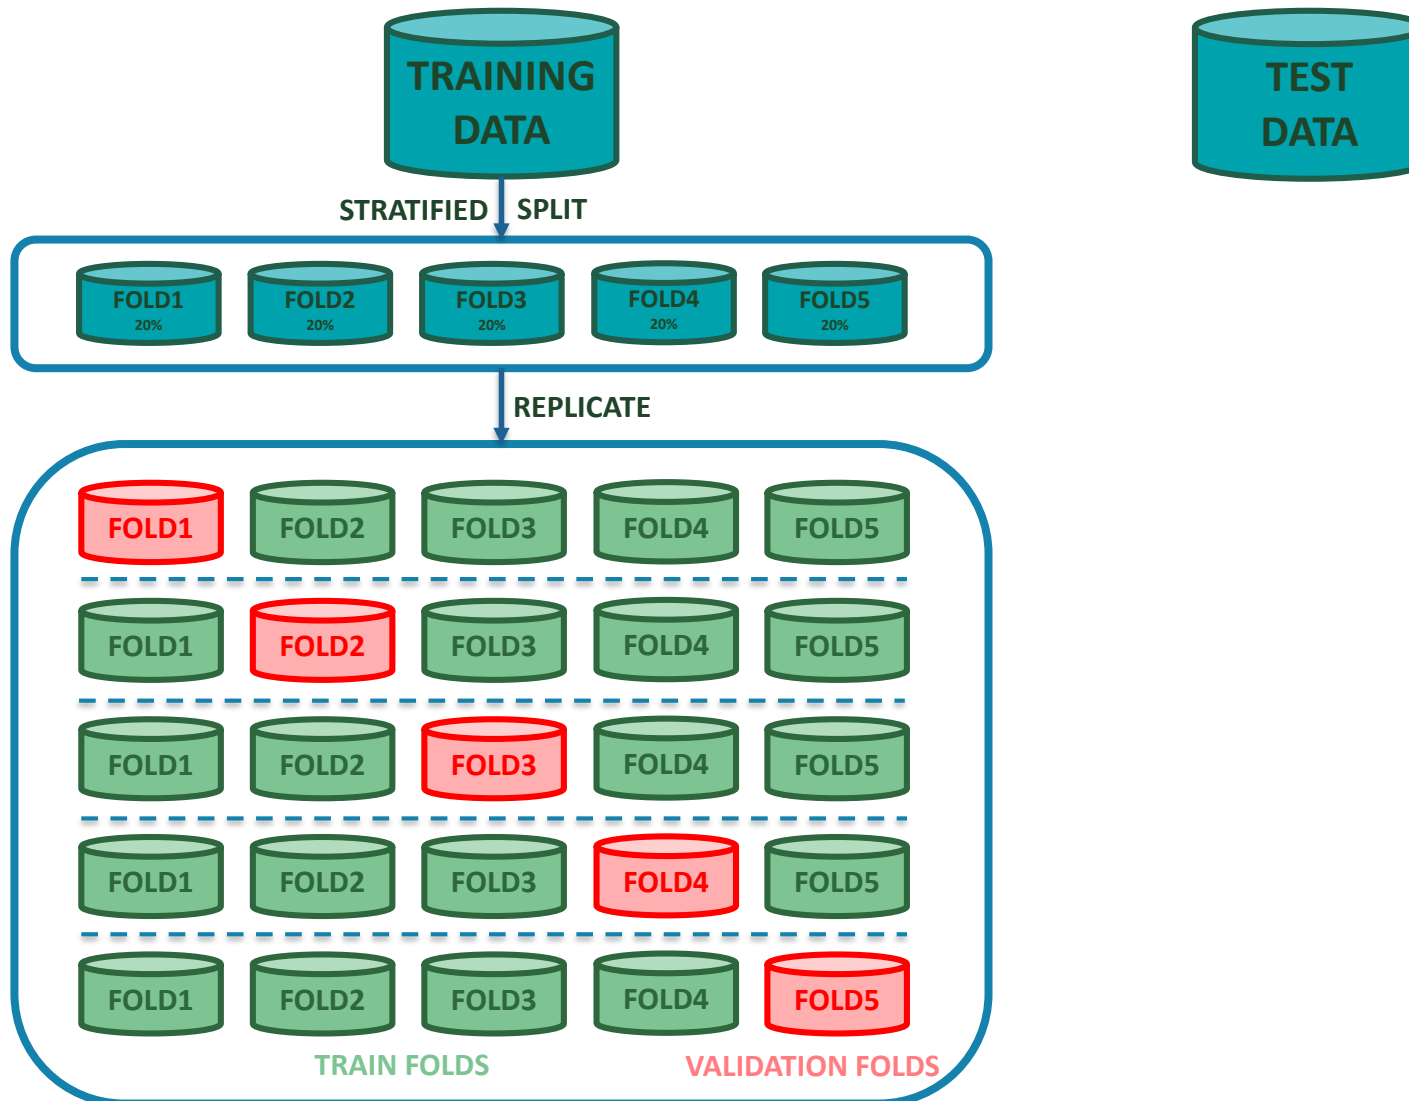 TRAINING
DATA
TEST
DATA
STRATIFIED SPLIT
FOLD1 FOLD2 FOLD3 FOLD4 FOLD5
20% 20% 20% 20% 20%
REPLICATE
FOLD1 FOLD2 FOLD3 FOLD4 FOLD5
FOLD1 FOLD2 FOLD3 FOLD4 FOLD5
FOLD1 FOLD2 FOLD3 FOLD4 FOLD5
FOLD1 FOLD2 FOLD3 FOLD4 FOLD5
FOLD1 FOLD2 FOLD3 FOLD4 FOLD5
TRAIN FOLDS VALIDATION FOLDS